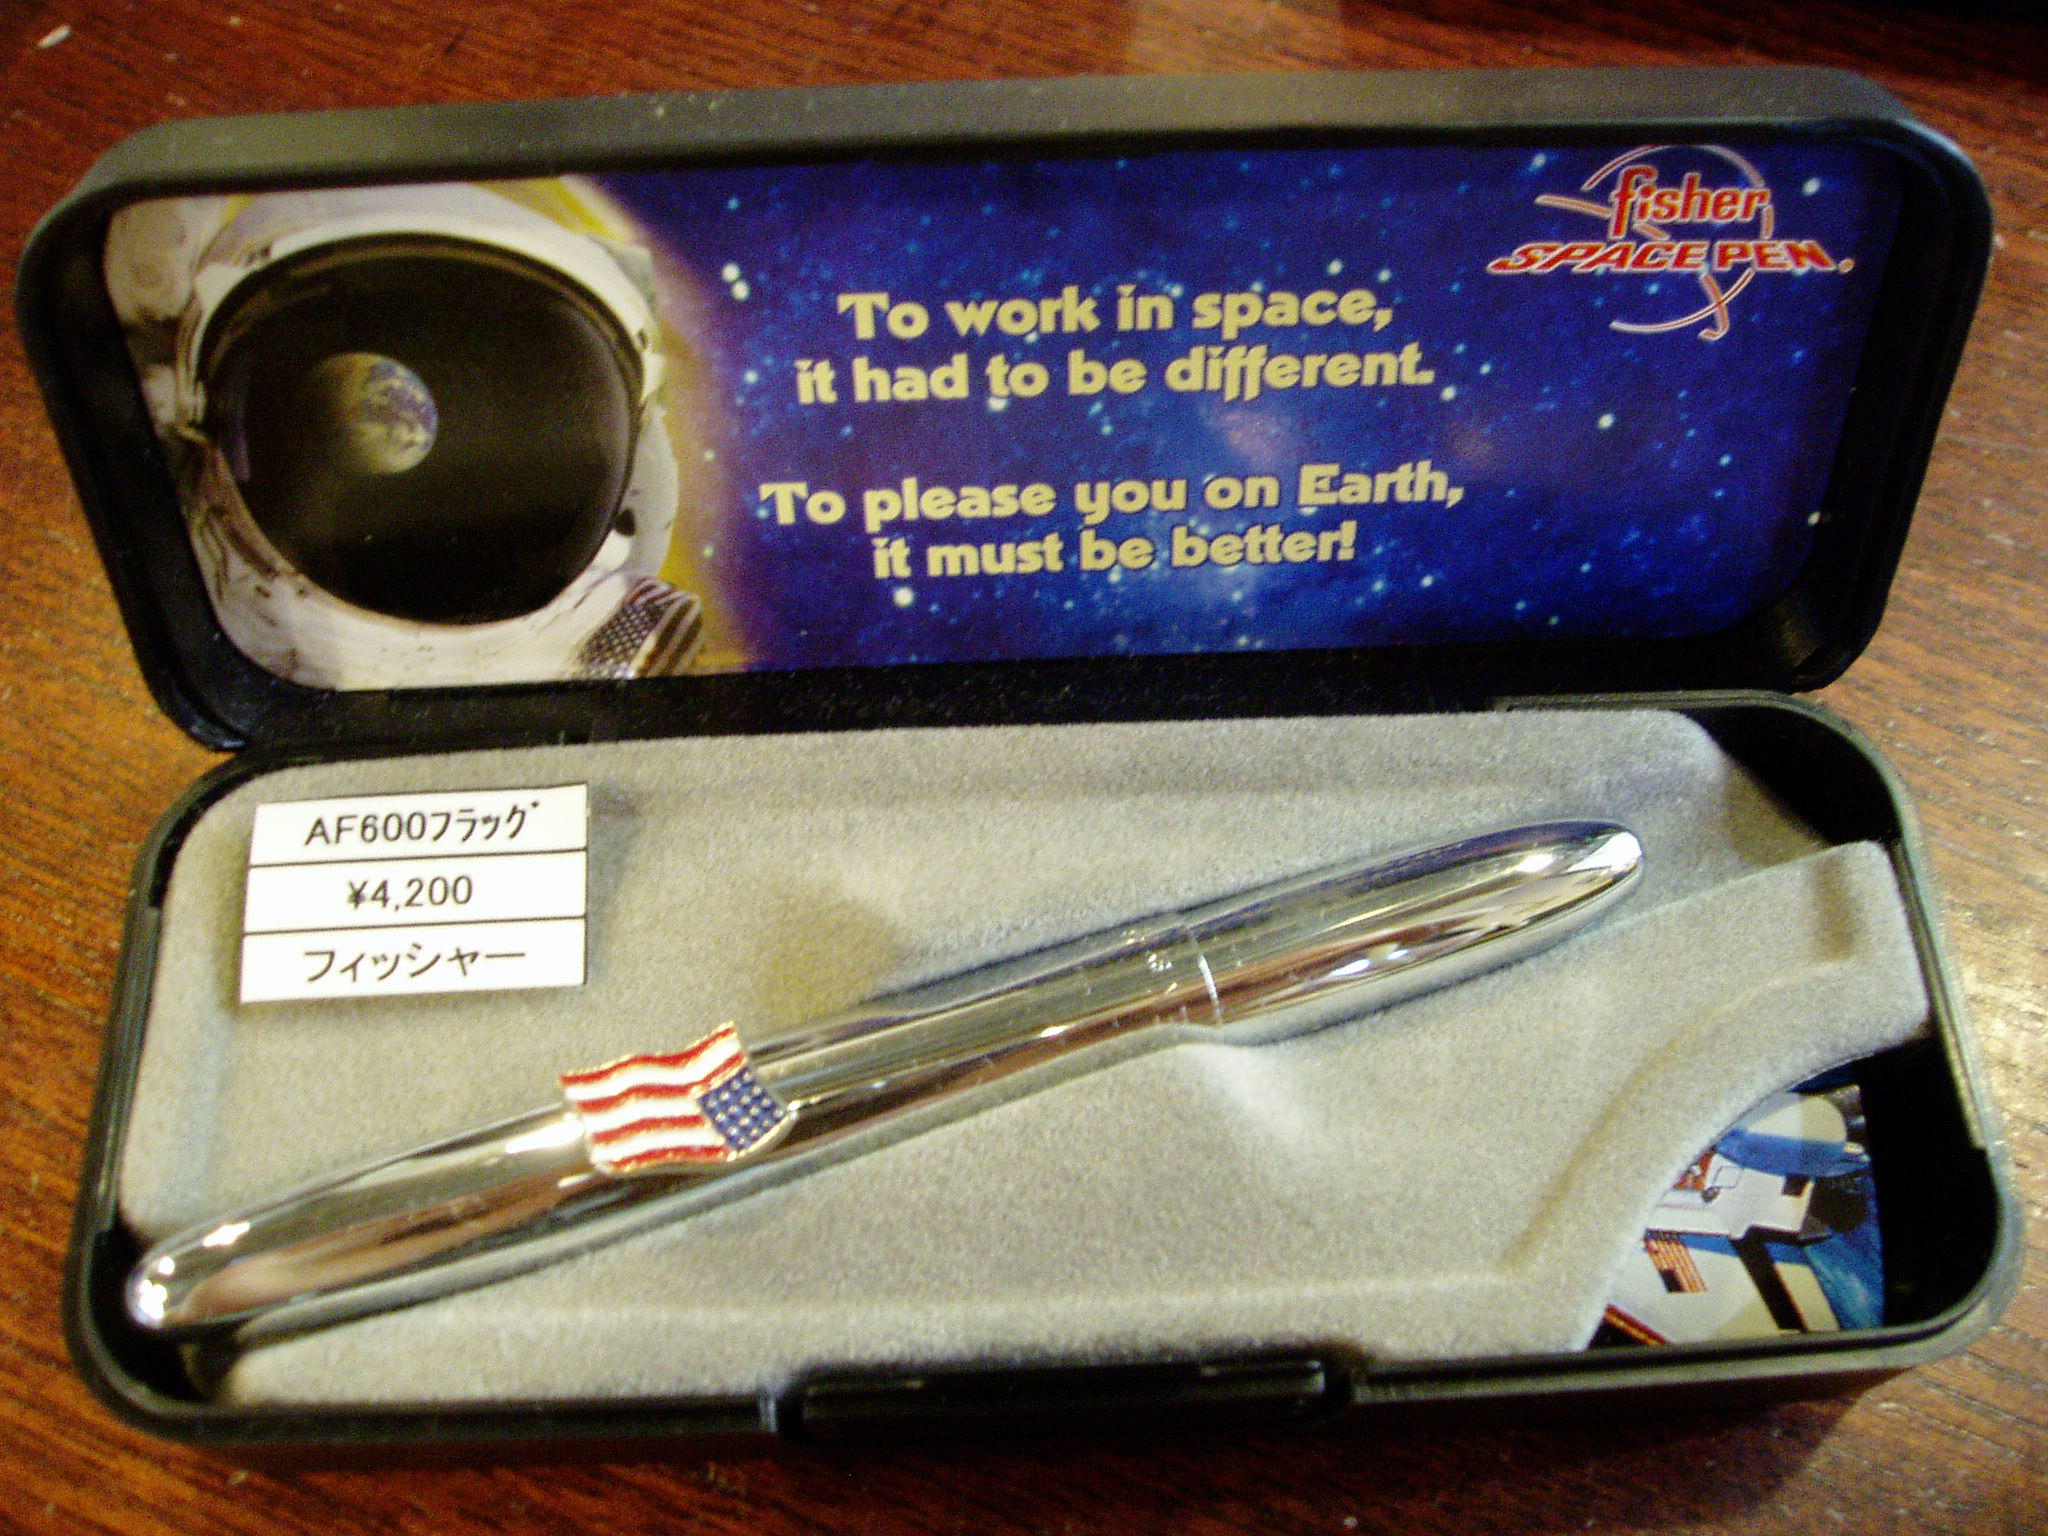 fisher
SPACE PEN.
To work in space,
it had to be different.
To please you on Earth,
it must be better!
AF600ﾌﾗｯｸﾞ
¥4,200
フィッシャー